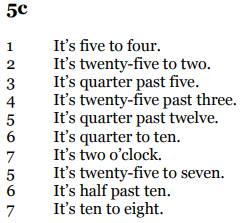 5c
1 It's five to four.
2 It's twenty-five to two.
3 It's quarter past five.
4 It's twenty-five past three.
5 It's quarter past twelve.
6 It's quarter to ten.
7 It's two o'clock.
5 It's twenty-five to seven.
6 It's half past ten.
7 It's ten to eight.